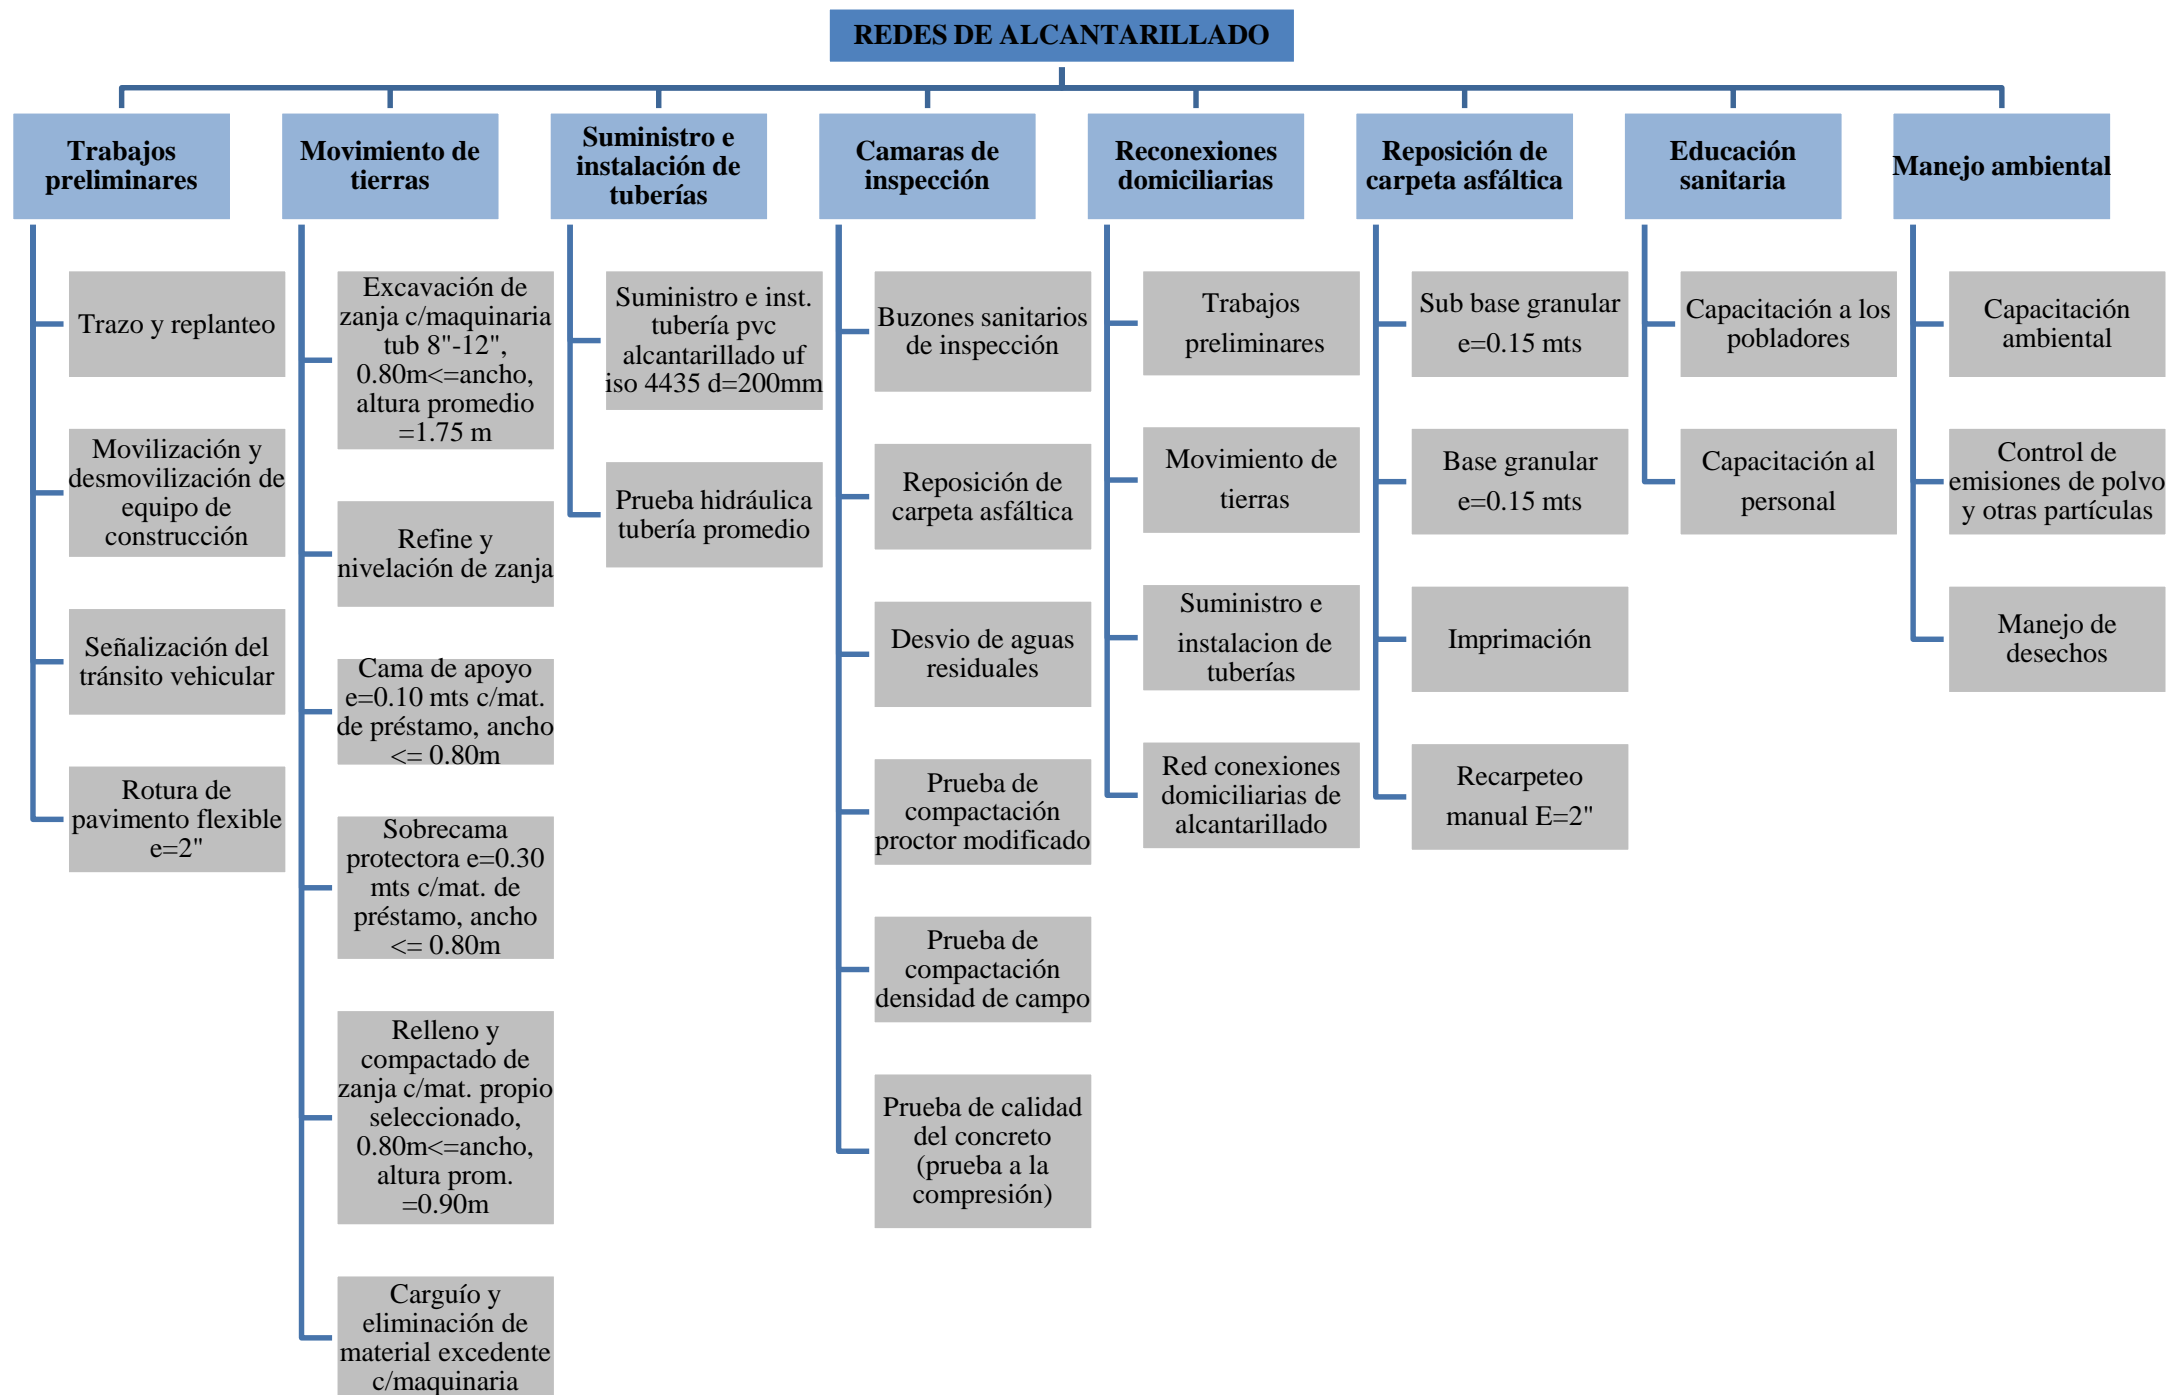 REDES DE ALCANTARILLADO
Trabajos
preliminares
Trazo y replanteo
Movilización y
desmovilización de
equipo de
construcción
Señalización del
tránsito vehicular
Rotura de
pavimento flexible
e=2"
Movimiento de
tierras
Excavación de
zanja c/maquinaria
tub 8"-12",
0.80m<=ancho,
altura promedio
=1.75 m
Refine y
nivelación de zanja
Cama de apoyo
e=0.10 mts c/mat.
de préstamo, ancho
<= 0.80m
Sobrecama
protectora e=0.30
mts c/mat. de
préstamo, ancho
<= 0.80m
Relleno y
compactado de
zanja c/mat. propio
seleccionado,
0.80m<=ancho,
altura prom.
=0.90m
Carguío y
eliminación de
material excedente
c/maquinaria
Suministro e
instalación de
tuberías
Suministro e inst.
tubería pvc
alcantarillado uf
iso 4435 d=200mm
Prueba hidráulica
tubería promedio
Camaras de
inspección
Buzones sanitarios
de inspección
Reposición de
carpeta asfáltica
Desvio de aguas
residuales
Prueba de
compactación
proctor modificado
Prueba de
compactación
densidad de campo
Prueba de calidad
del concreto
(prueba a la
compresión)
Reconexiones
domiciliarias
Trabajos
preliminares
Movimiento de
tierras
Suministro e
instalacion de
tuberías
Red conexiones
domiciliarias de
alcantarillado
Reposición de
carpeta asfáltica
Sub base granular
e=0.15 mts
Base granular
e=0.15 mts
Imprimación
Recarpeteo
manual E=2"
Educación
sanitaria
Capacitación a los
pobladores
Capacitación al
personal
Manejo ambiental
Capacitación
ambiental
Control de
emisiones de polvo
y otras partículas
Manejo de
desechos